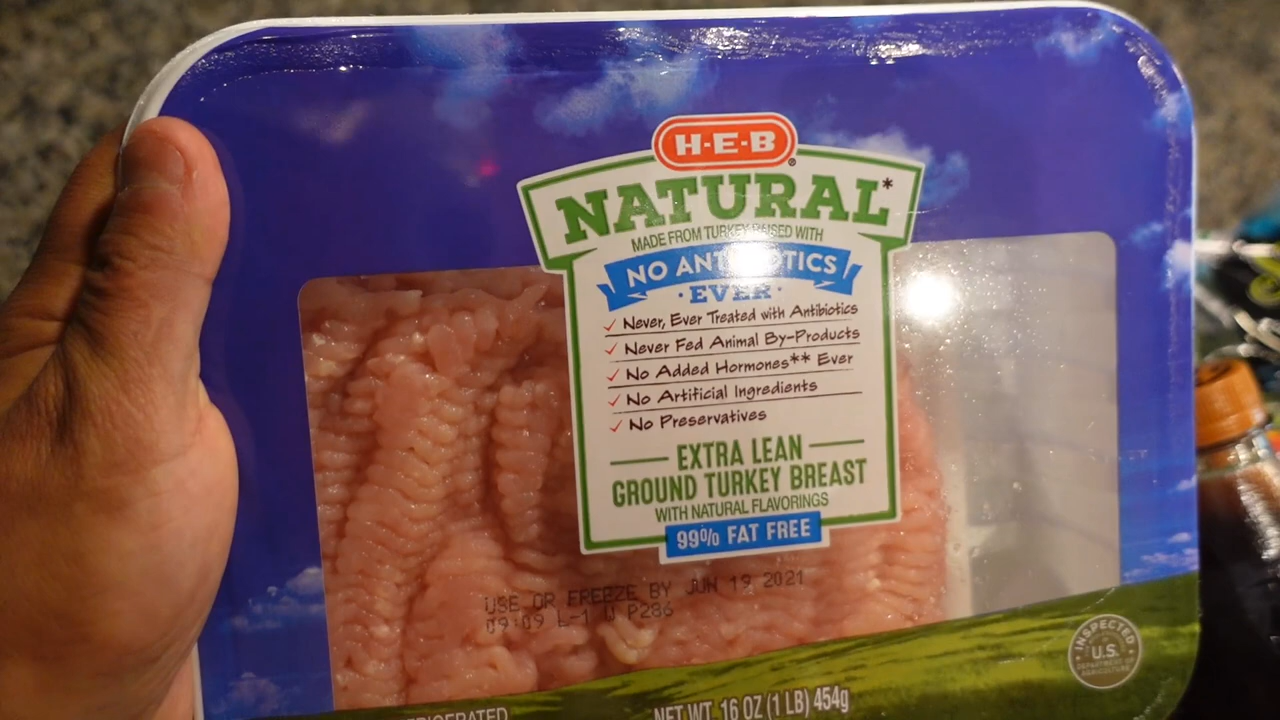 H-E-B®
NATURAL*
MADE FROM TURKEY RAISED WITH
NO ANTIBIOTICS
· EVER ·
✓ Never, Ever Treated with Antibiotics
✓ Never Fed Animal By-Products
✓ No Added Hormones** Ever
✓ No Artificial Ingredients
✓ No Preservatives
EXTRA LEAN
GROUND TURKEY BREAST
WITH NATURAL FLAVORINGS
99% FAT FREE
USE OR FREEZE BY JUN 19 2021
09:09 L-1 W P286
INSPECTED
U.S.
DEPARTMENT OF
AGRICULTURE
NET WT. 16 OZ (1 LB) 454g